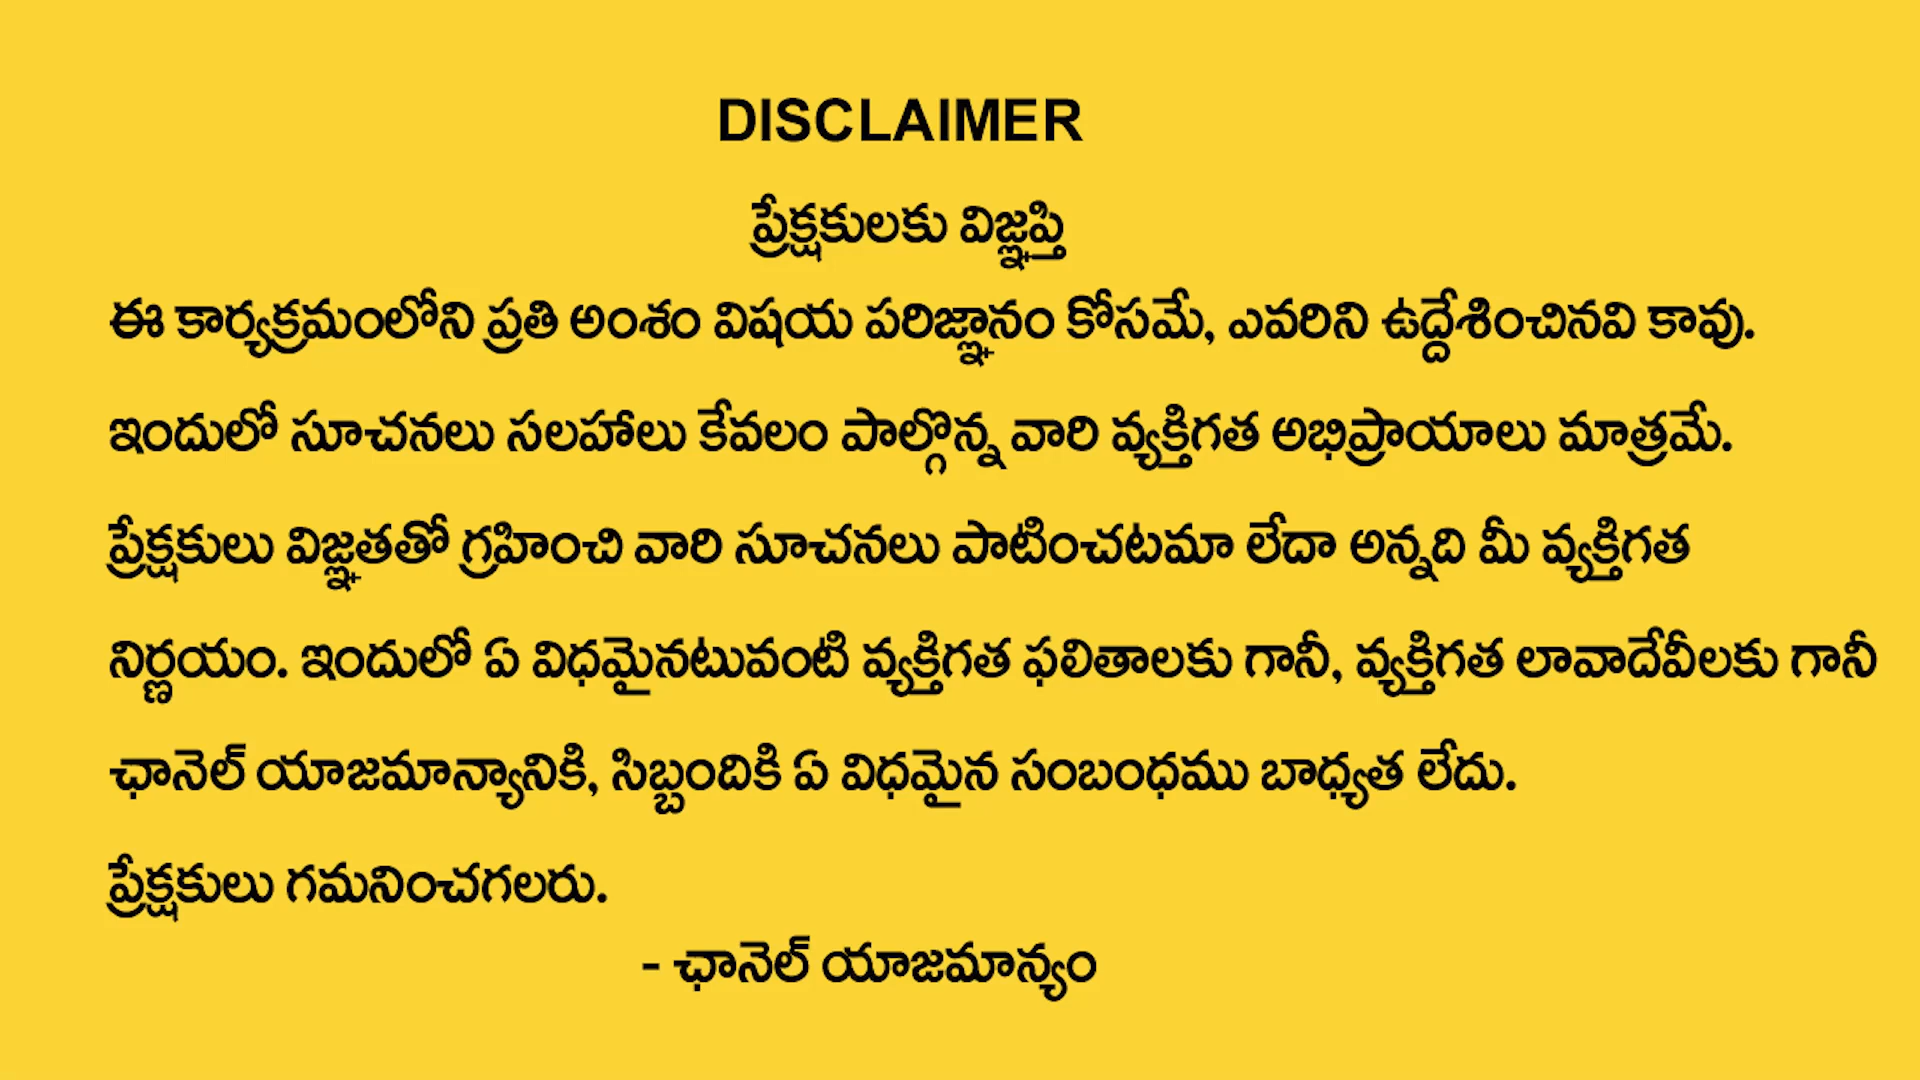 DISCLAIMER
ప్రేక్షకులకు విజ్ఞప్తి
ఈ కార్యక్రమంలోని ప్రతి అంశం విషయ పరిజ్ఞానం కోసమే, ఎవరిని ఉద్దేశించినవి కావు.
ఇందులో సూచనలు సలహాలు కేవలం పాల్గొన్న వారి వ్యక్తిగత అభిప్రాయాలు మాత్రమే.
ప్రేక్షకులు విజ్ఞతతో గ్రహించి వారి సూచనలు పాటించటమా లేదా అన్నది మీ వ్యక్తిగత
నిర్ణయం. ఇందులో ఏ విధమైనటువంటి వ్యక్తిగత ఫలితాలకు గానీ, వ్యక్తిగత లావాదేవీలకు గానీ
ఛానెల్ యాజమాన్యానికి, సిబ్బందికి ఏ విధమైన సంబంధము బాధ్యత లేదు.
ప్రేక్షకులు గమనించగలరు.
- ఛానెల్ యాజమాన్యం